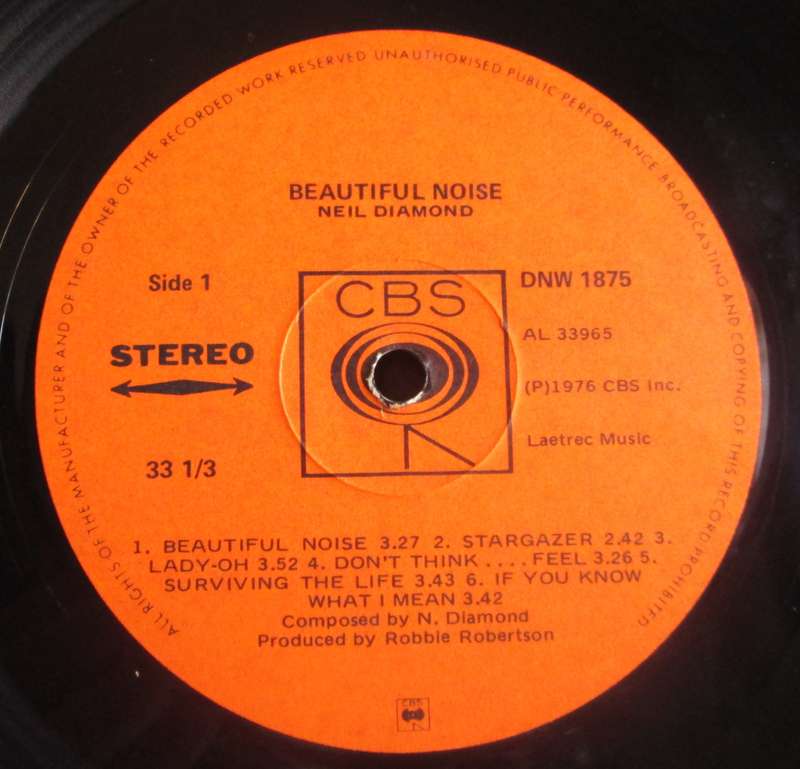 ALL RIGHTS OF THE MANUFACTURER AND OF THE OWNER OF THE RECORDED WORK RESERVED UNAUTHORISED PUBLIC PERFORMANCE BROADCASTING AND COPYING OF THIS RECORD PROHIBITED
BEAUTIFUL NOISE
NEIL DIAMOND
Side 1
CBS
DNW 1875
STEREO
AL 33965
(P)1976 CBS Inc.
Laetrec Music
33 1/3
1. BEAUTIFUL NOISE 3.27 2. STARGAZER 2.42 3.
LADY-OH 3.52 4. DON'T THINK .... FEEL 3.26 5.
SURVIVING THE LIFE 3.43 6. IF YOU KNOW
WHAT I MEAN 3.42
Composed by N. Diamond
Produced by Robbie Robertson
CBS